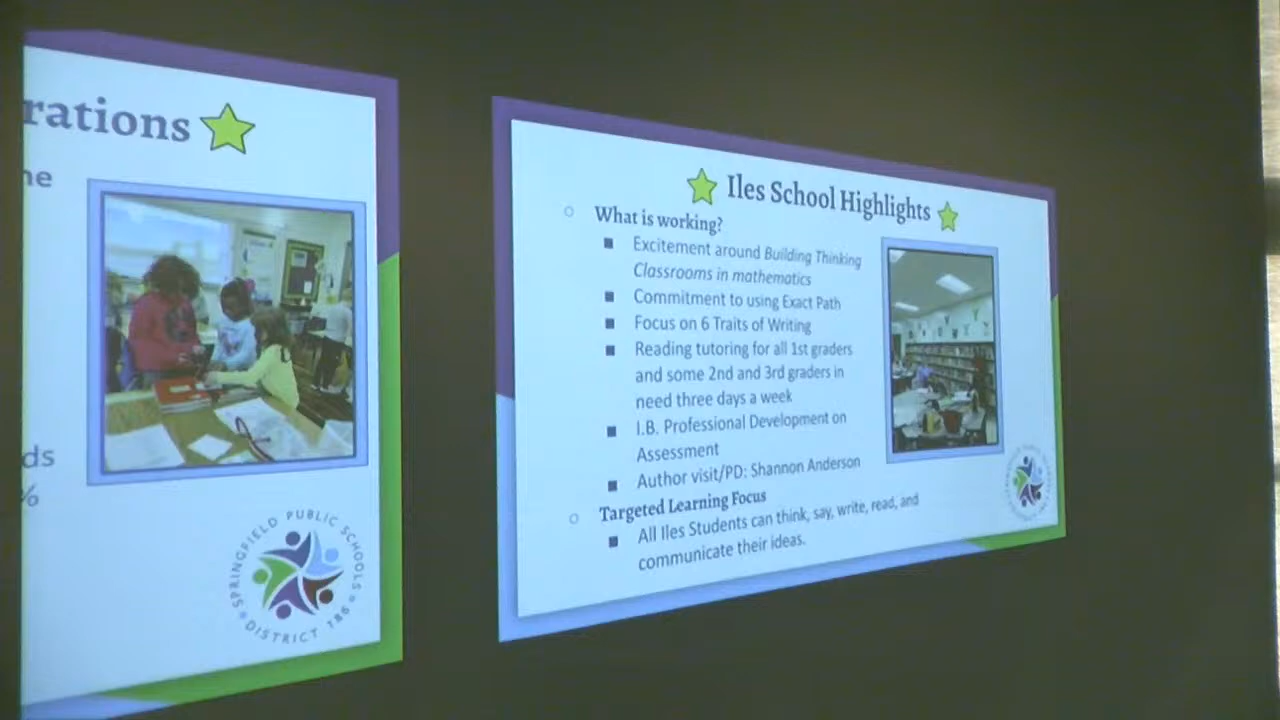 rations
he
ds
%
SPRINGFIELD PUBLIC SCHOOLS
DISTRICT 186
Iles School Highlights
What is working?
Excitement around Building Thinking
Classrooms in mathematics
Commitment to using Exact Path
Focus on 6 Traits of Writing
Reading tutoring for all 1st graders
and some 2nd and 3rd graders in
need three days a week
I.B. Professional Development on
Assessment
Author visit/PD: Shannon Anderson
Targeted Learning Focus
All Iles Students can think, say, write, read, and
communicate their ideas.